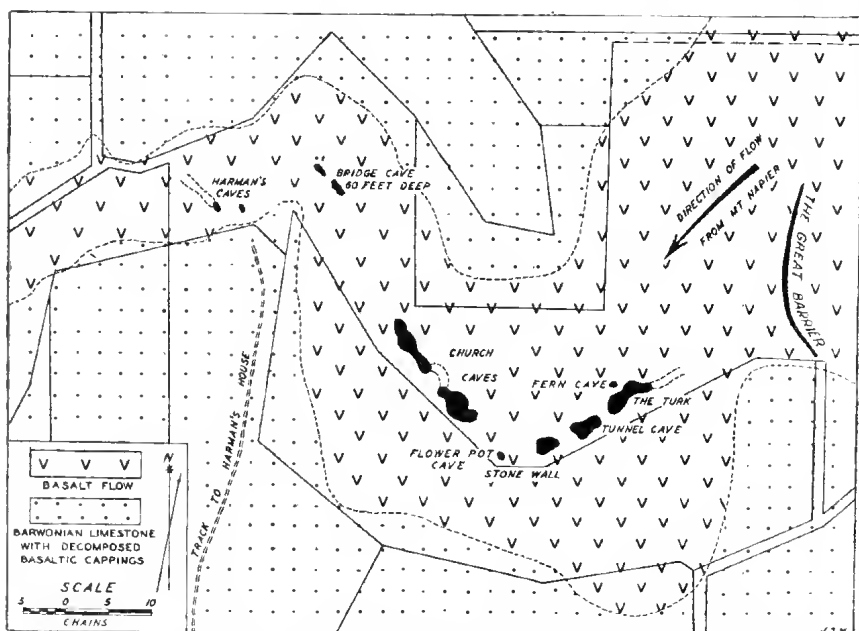 BRIDGE CAVE
60 FEET DEEP
HARMAN'S
CAVES
DIRECTION OF FLOW
FROM MT NAPIER
THE GREAT BARRIER
CHURCH
CAVES
FERN CAVE
THE TURK
TUNNEL CAVE
FLOWER POT
CAVE
STONE WALL
TRACK TO HARMAN'S HOUSE
V V V
BASALT FLOW
BARWONIAN LIMESTONE
WITH DECOMPOSED
BASALTIC CAPPINGS
N
SCALE
5 0 5 10
CHAINS